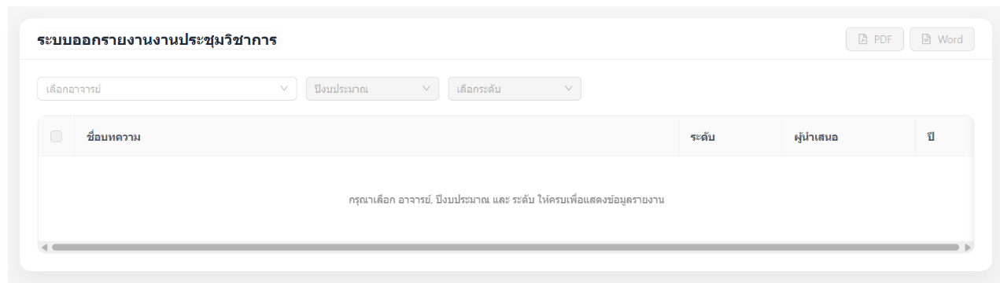 ระบบออกรายงานงานประชุมวิชาการ
PDF
Word
เลือกอาจารย์
ปีงบประมาณ
เลือกระดับ
ชื่อบทความ
ระดับ
ผู้นำเสนอ
ปี
กรุณาเลือก อาจารย์, ปีงบประมาณ และ ระดับ ให้ครบเพื่อแสดงข้อมูลรายงาน